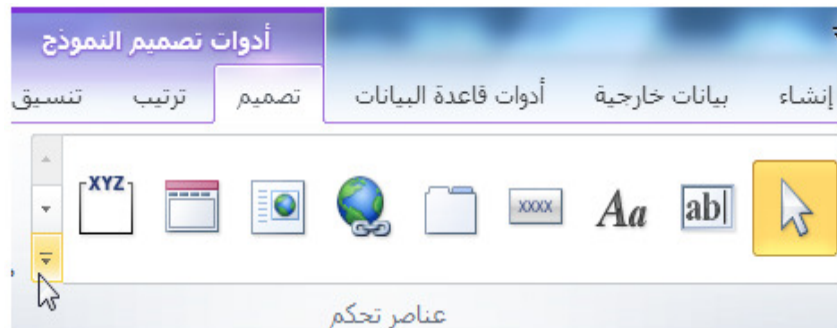 أدوات تصميم النموذج
إنشاء بيانات خارجية أدوات قاعدة البيانات تصميم ترتيب تنسيق
ab Aa XXXX XYZ
عناصر تحكم